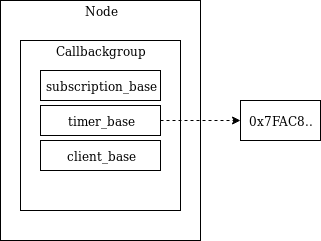 Node
Callbackgroup
subscription_base
timer_base
0x7FAC8..
client_base